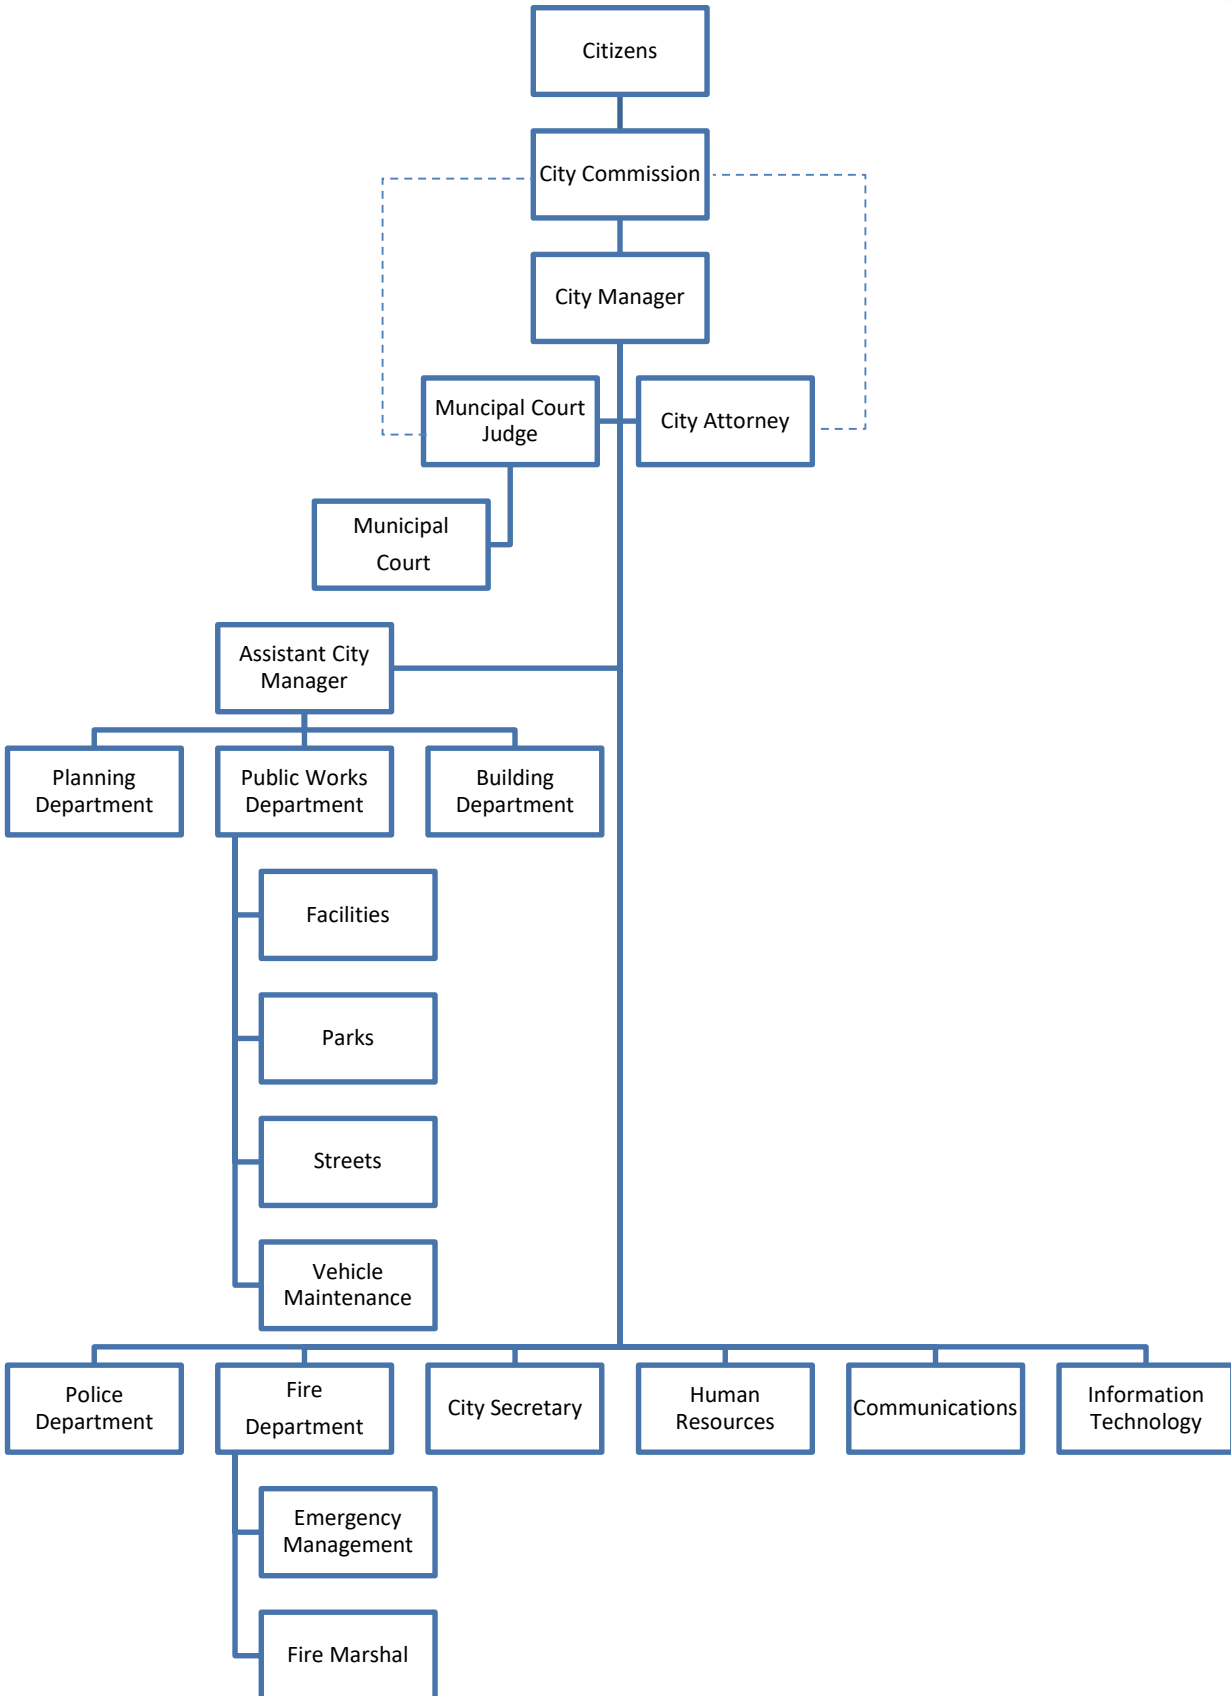 Citizens
City Commission
City Manager
Muncipal Court
Judge
City Attorney
Municipal
Court
Assistant City
Manager
Planning
Department
Public Works
Department
Building
Department
Facilities
Parks
Streets
Vehicle
Maintenance
Police
Department
Fire
Department
City Secretary
Human
Resources
Communications
Information
Technology
Emergency
Management
Fire Marshal